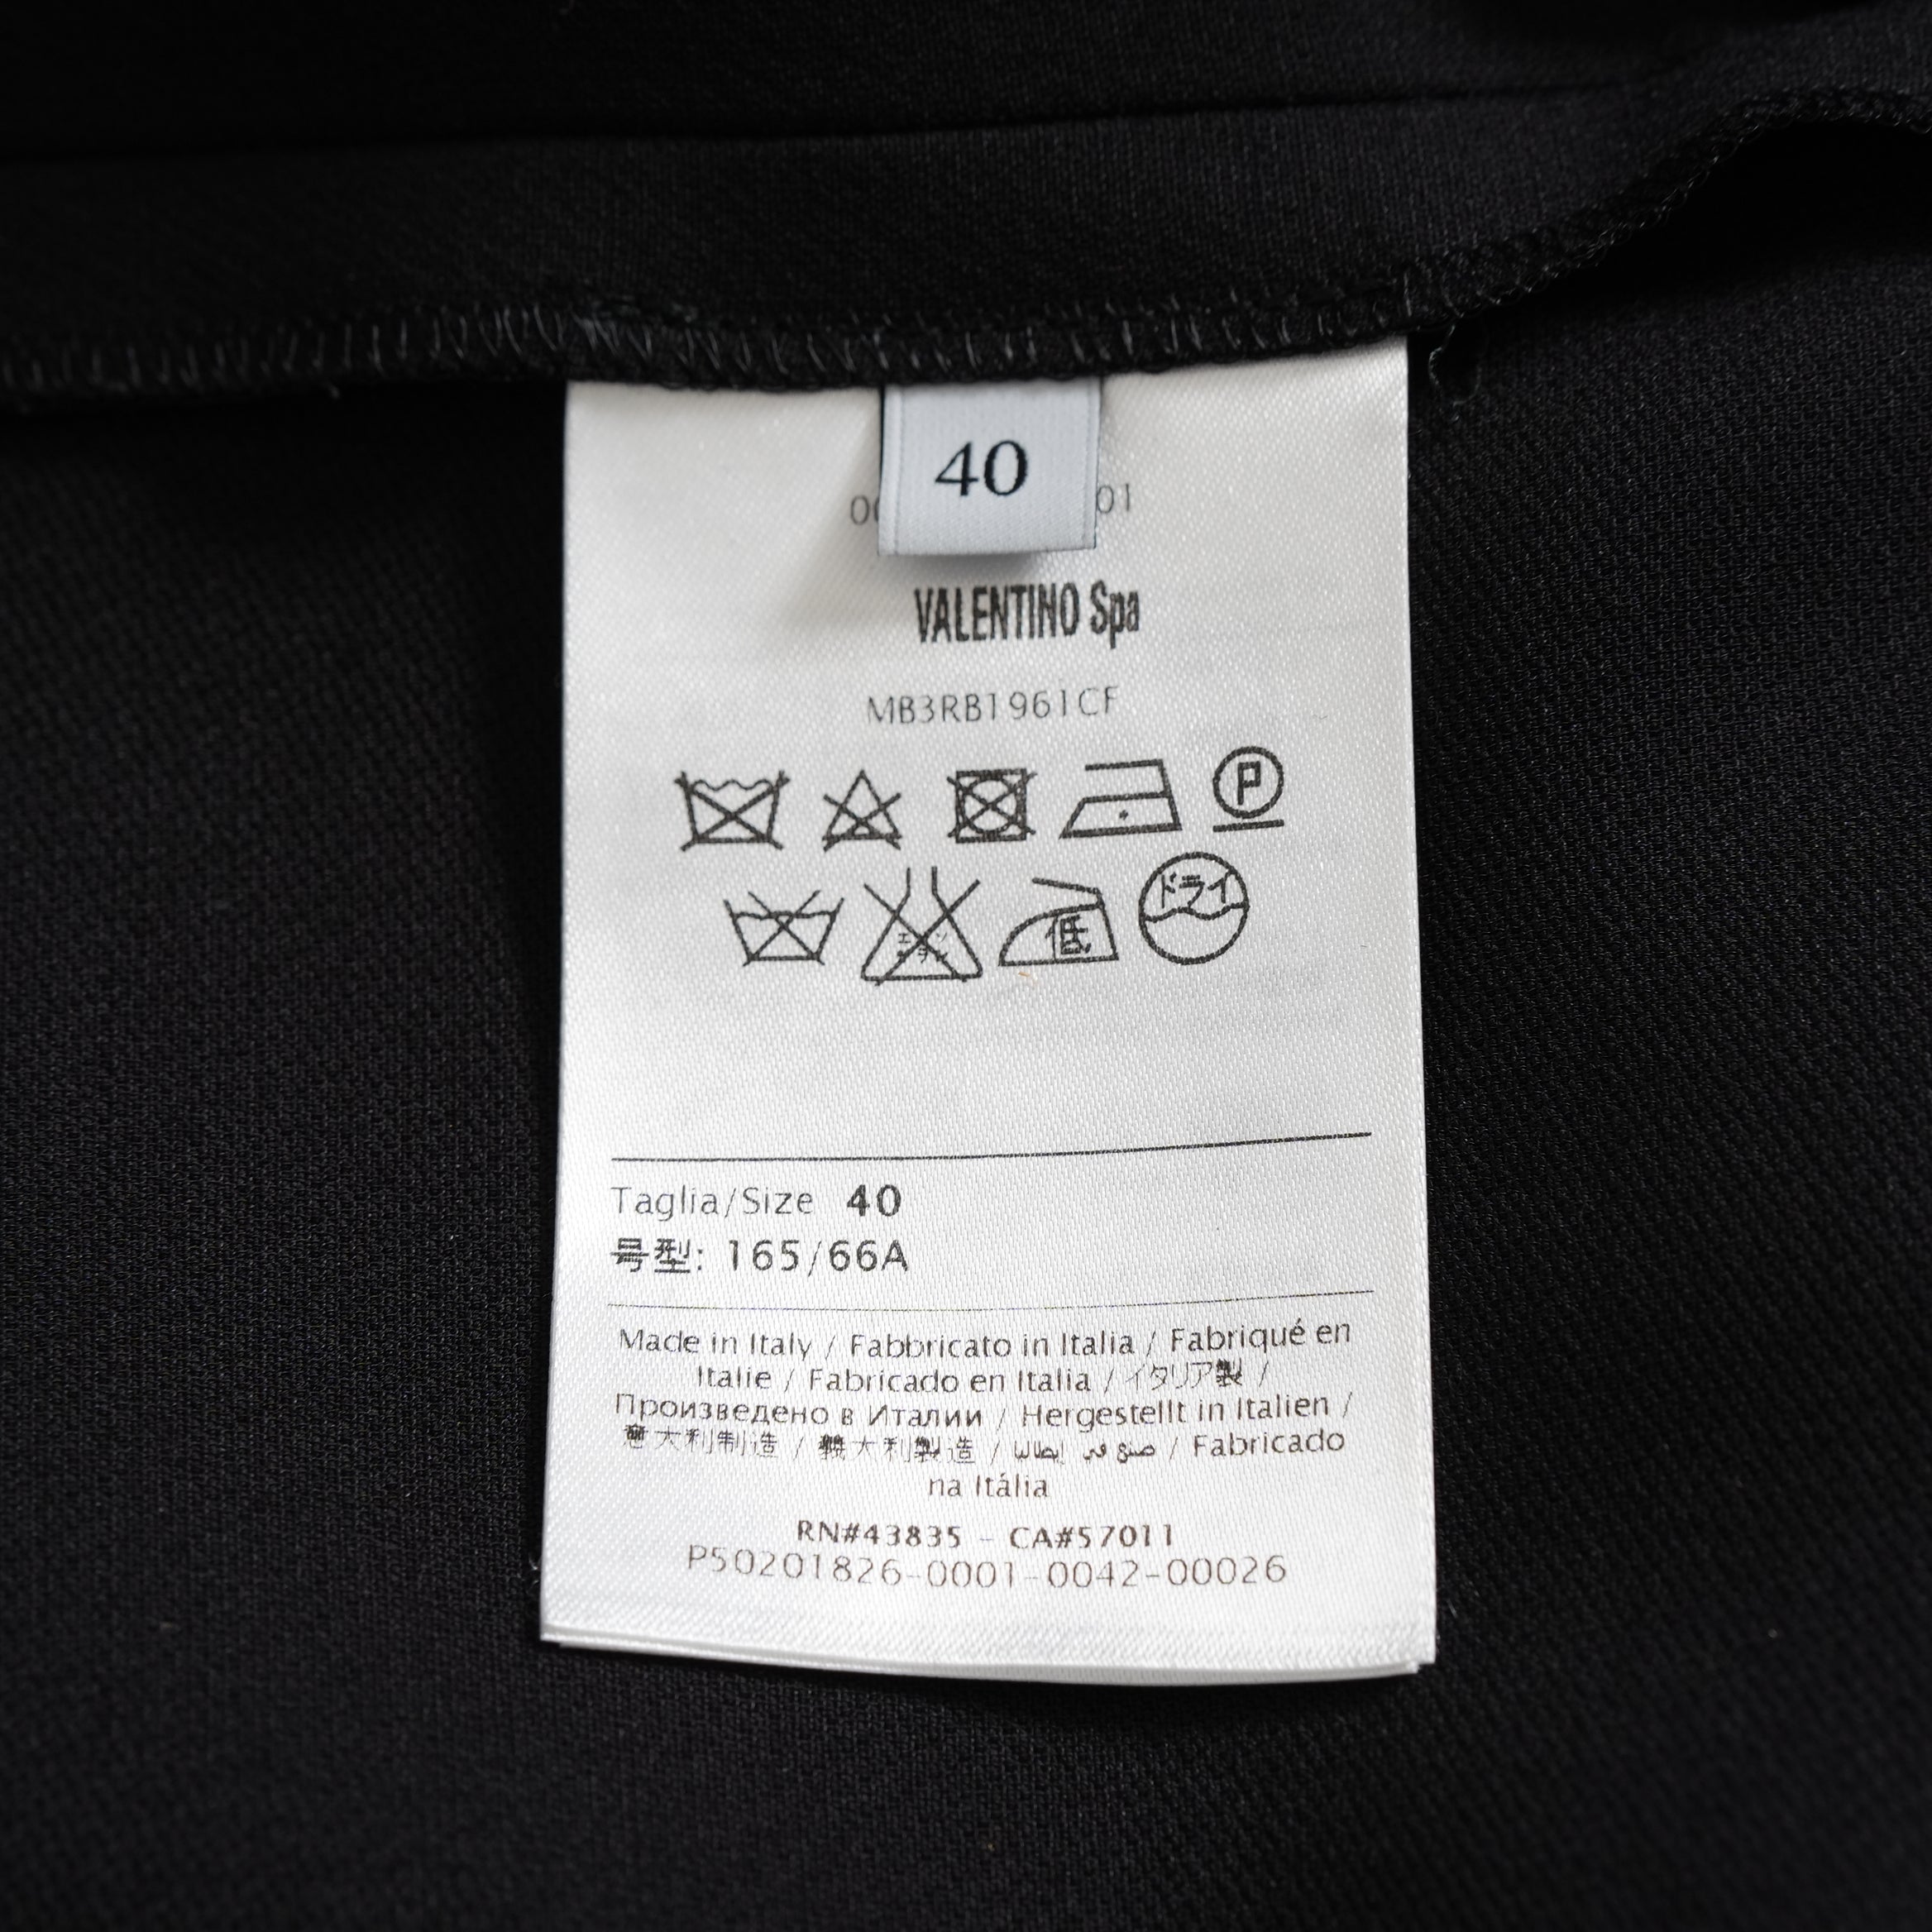 40
VALENTINO Spa
MB3RB1961CF
P
低 ドライ
Taglia/Size 40
号型: 165/66A
Made in Italy / Fabbricato in Italia / Fabriqué en
Italie / Fabricado en Italia / イタリア製 /
Произведено в Италии / Hergestellt in Italien /
意大利制造 / 義大利製造 / صنع في إيطاليا / Fabricado
na Itália
RN#43835 - CA#57011
P50201826-0001-0042-00026